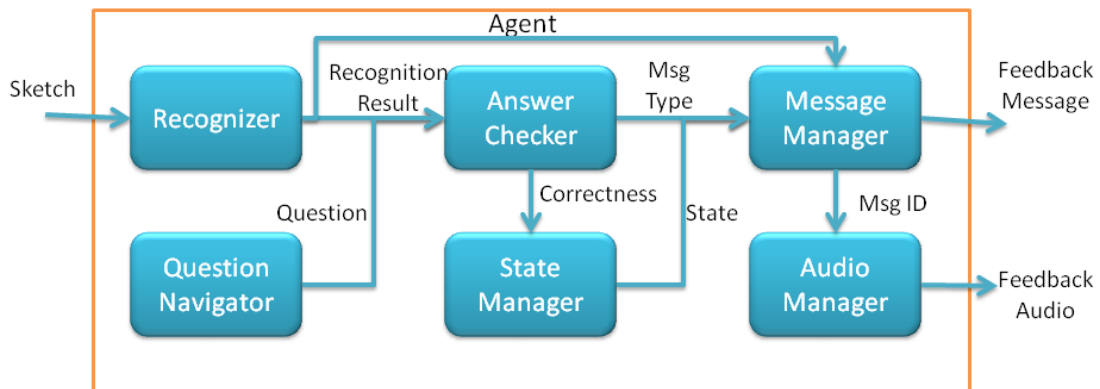 Agent
Sketch
Recognizer
Recognition
Result
Answer
Checker
Msg
Type
Message
Manager
Feedback
Message
Question
Correctness
State
Msg ID
Question
Navigator
State
Manager
Audio
Manager
Feedback
Audio